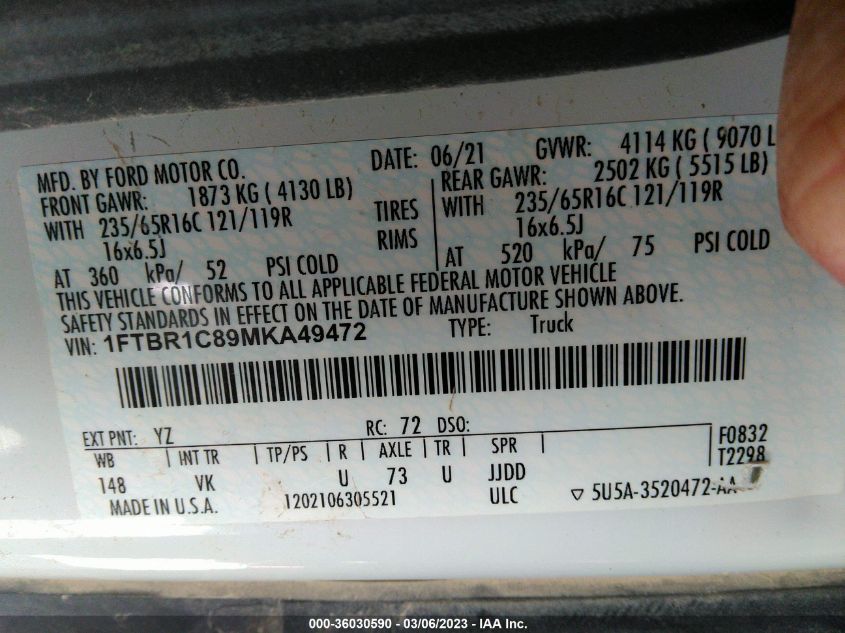 MFD. BY FORD MOTOR CO. DATE: 06/21 GVWR: 4114 KG ( 9070 L
FRONT GAWR: 1873 KG ( 4130 LB) REAR GAWR: 2502 KG ( 5515 LB)
WITH 235/65R16C 121/119R TIRES WITH 235/65R16C 121/119R
16x6.5J RIMS 16x6.5J
AT 360 kPa/ 52 PSI COLD AT 520 kPa/ 75 PSI COLD
THIS VEHICLE CONFORMS TO ALL APPLICABLE FEDERAL MOTOR VEHICLE
SAFETY STANDARDS IN EFFECT ON THE DATE OF MANUFACTURE SHOWN ABOVE.
VIN: 1FTBR1C89MKA49472 TYPE: Truck
EXT PNT: YZ RC: 72 DSO: F0832
WB INT TR TP/PS R AXLE TR SPR T2298
148 VK U 73 U JJDD
MADE IN U.S.A. 1202106305521 ULC ▽ 5U5A-3520472-AA
000-36030590 - 03/06/2023 - IAA Inc.